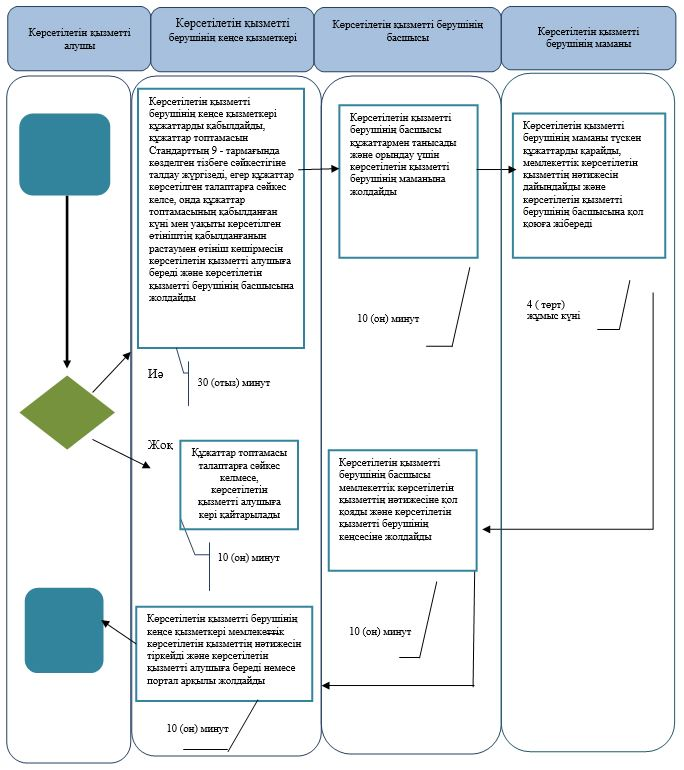 Көрсетілетін қызметті
алушы
Көрсетілетін қызметті
берушінің кеңсе қызметкері
Көрсетілетін қызметті берушінің
басшысы
Көрсетілетін қызметті
берушінің маманы
Көрсетілетін қызметті
берушінің кеңсе қызметкері
құжаттарды қабылдайды,
құжаттар топтамасын
Стандарттың 9 - тармағында
көзделген тізбеге сәйкестігіне
талдау жүргізеді, егер құжаттар
көрсетілген талаптарға сәйкес
келсе, онда құжаттар
топтамасының қабылданған
күні мен уақыты көрсетілген
өтініштің қабылданғанын
растаумен өтініш көшірмесін
көрсетілетін қызметті алушыға
береді және көрсетілетін
қызметті берушінің басшысына
жолдайды
Көрсетілетін қызметті
берушінің басшысы
құжаттармен танысады
және орындау үшін
көрсетілетін қызметті
берушінің маманына
жолдайды
Көрсетілетін қызметті
берушінің маманы түскен
құжаттарды қарайды,
мемлекеттік көрсетілетін
қызметтің нәтижесін
дайындайды және
көрсетілетін қызметті
берушінің басшысына қол
қоюға жібереді
10 (он) минут
4 ( төрт)
жұмыс күні
Иә
30 (отыз) минут
Жоқ
Құжаттар топтамасы
талаптарға сәйкес
келмесе,
көрсетілетін
қызметті алушыға
кері қайтарылады
10 (он) минут
Көрсетілетін қызметті
берушінің басшысы
мемлекеттік көрсетілетін
қызметтің нәтижесіне қол
қояды және көрсетілетін
қызметті берушінің
кеңсесіне жолдайды
10 (он) минут
Көрсетілетін қызметті берушінің
кеңсе қызметкері мемлекеттік
көрсетілетін қызметтің нәтижесін
тіркейді және көрсетілетін
қызметті алушыға береді немесе
портал арқылы жолдайды
10 (он) минут